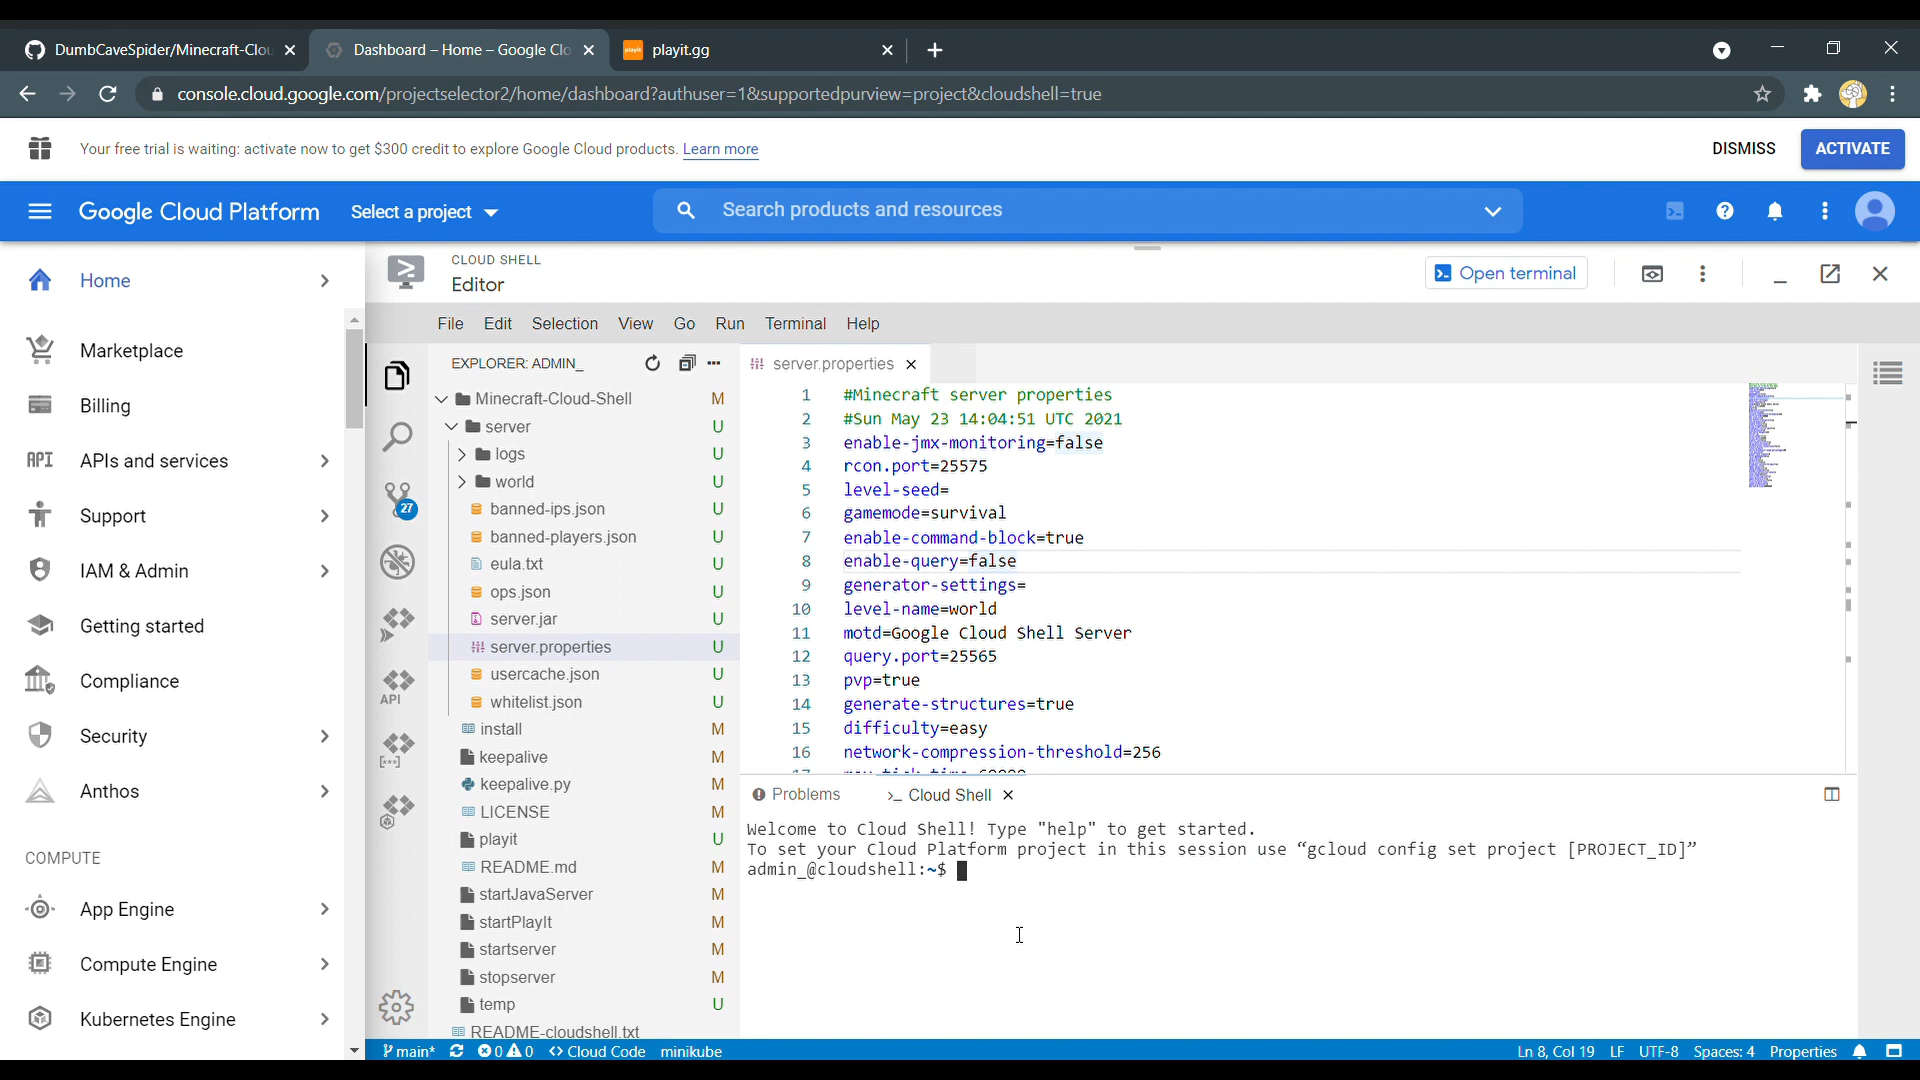 DumbCaveSpider/Minecraft-Clou
Dashboard – Home – Google Clo
playit.gg
console.cloud.google.com/projectselector2/home/dashboard?authuser=1&supportedpurview=project&cloudshell=true
Your free trial is waiting: activate now to get $300 credit to explore Google Cloud products. Learn more
DISMISS
ACTIVATE
Google Cloud Platform
Select a project
Search products and resources
Home
Marketplace
Billing
API
APIs and services
Support
IAM & Admin
Getting started
Compliance
Security
Anthos
COMPUTE
App Engine
Compute Engine
Kubernetes Engine
CLOUD SHELL
Editor
Open terminal
File Edit Selection View Go Run Terminal Help
27
API
EXPLORER: ADMIN_
Minecraft-Cloud-Shell M
server U
logs U
world U
banned-ips.json U
banned-players.json U
eula.txt U
ops.json U
server.jar U
server.properties U
usercache.json U
whitelist.json U
install M
keepalive M
keepalive.py M
LICENSE M
playit U
README.md M
startJavaServer M
startPlayIt M
startserver M
stopserver M
temp U
README-cloudshell.txt
server.properties
1 #Minecraft server properties
2 #Sun May 23 14:04:51 UTC 2021
3 enable-jmx-monitoring=false
4 rcon.port=25575
5 level-seed=
6 gamemode=survival
7 enable-command-block=true
8 enable-query=false
9 generator-settings=
10 level-name=world
11 motd=Google Cloud Shell Server
12 query.port=25565
13 pvp=true
14 generate-structures=true
15 difficulty=easy
16 network-compression-threshold=256
Problems
>_ Cloud Shell
Welcome to Cloud Shell! Type "help" to get started.
To set your Cloud Platform project in this session use “gcloud config set project [PROJECT_ID]”
admin_@cloudshell:~$
main* 0 0 <> Cloud Code minikube
Ln 8, Col 19 LF UTF-8 Spaces: 4 Properties